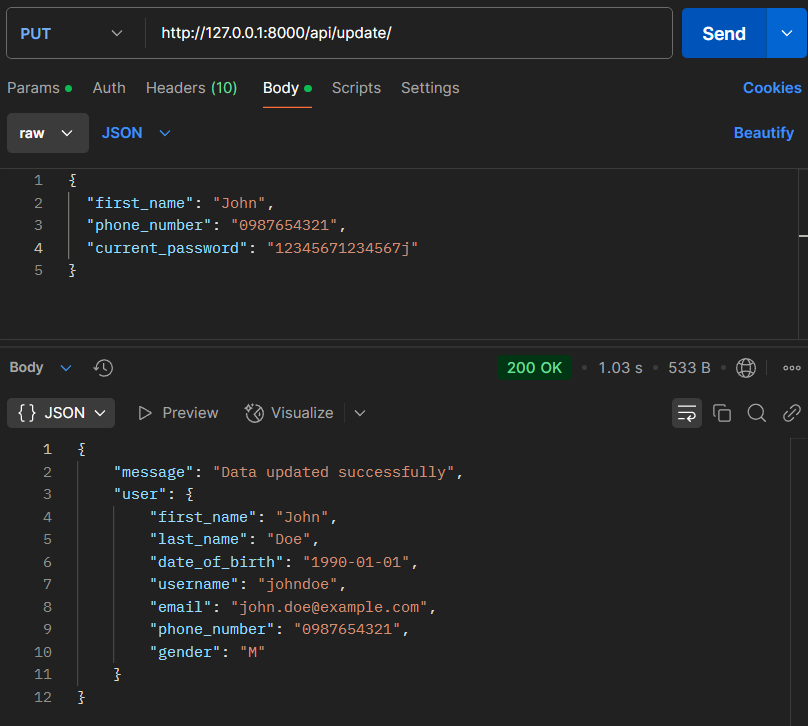 PUT http://127.0.0.1:8000/api/update/ Send
Params Auth Headers (10) Body Scripts Settings Cookies
raw JSON Beautify
1 {
2 "first_name": "John",
3 "phone_number": "0987654321",
4 "current_password": "12345671234567j"
5 }
Body 200 OK • 1.03 s • 533 B •
{} JSON Preview Visualize
1 {
2 "message": "Data updated successfully",
3 "user": {
4 "first_name": "John",
5 "last_name": "Doe",
6 "date_of_birth": "1990-01-01",
7 "username": "johndoe",
8 "email": "john.doe@example.com",
9 "phone_number": "0987654321",
10 "gender": "M"
11 }
12 }